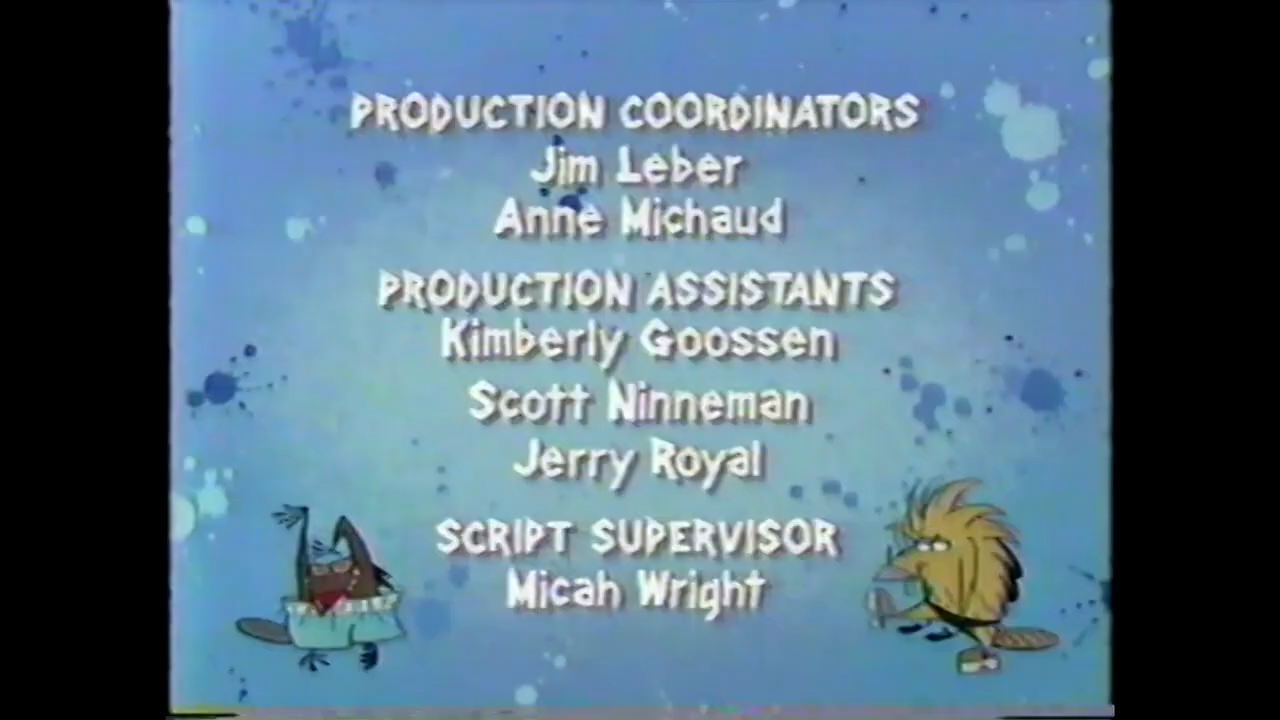 PRODUCTION COORDINATORS
Jim Leber
Anne Michaud
PRODUCTION ASSISTANTS
Kimberly Goossen
Scott Ninneman
Jerry Royal
SCRIPT SUPERVISOR
Micah Wright